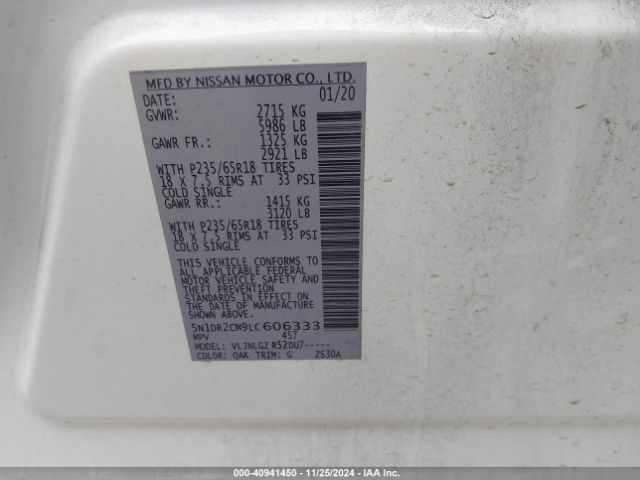 MFD BY NISSAN MOTOR CO., LTD.
DATE: 01/20
GVWR: 2715 KG
5986 LB
GAWR FR.: 1325 KG
2921 LB
WITH P235/65R18 TIRES
18 X 7.5 RIMS AT 33 PSI
COLD SINGLE
GAWR RR.: 1415 KG
3120 LB
WITH P235/65R18 TIRES
18 X 7.5 RIMS AT 33 PSI
COLD SINGLE
THIS VEHICLE CONFORMS TO
ALL APPLICABLE FEDERAL
MOTOR VEHICLE SAFETY AND
THEFT PREVENTION
STANDARDS IN EFFECT ON
THE DATE OF MANUFACTURE
SHOWN ABOVE.
5N1DR2CM9LC606333
MPV 457
MODEL: VLJNLGZ R52DU7-----
COLOR: QAK TRIM: G ZS30A
000-40941450 - 11/25/2024 - IAA Inc.